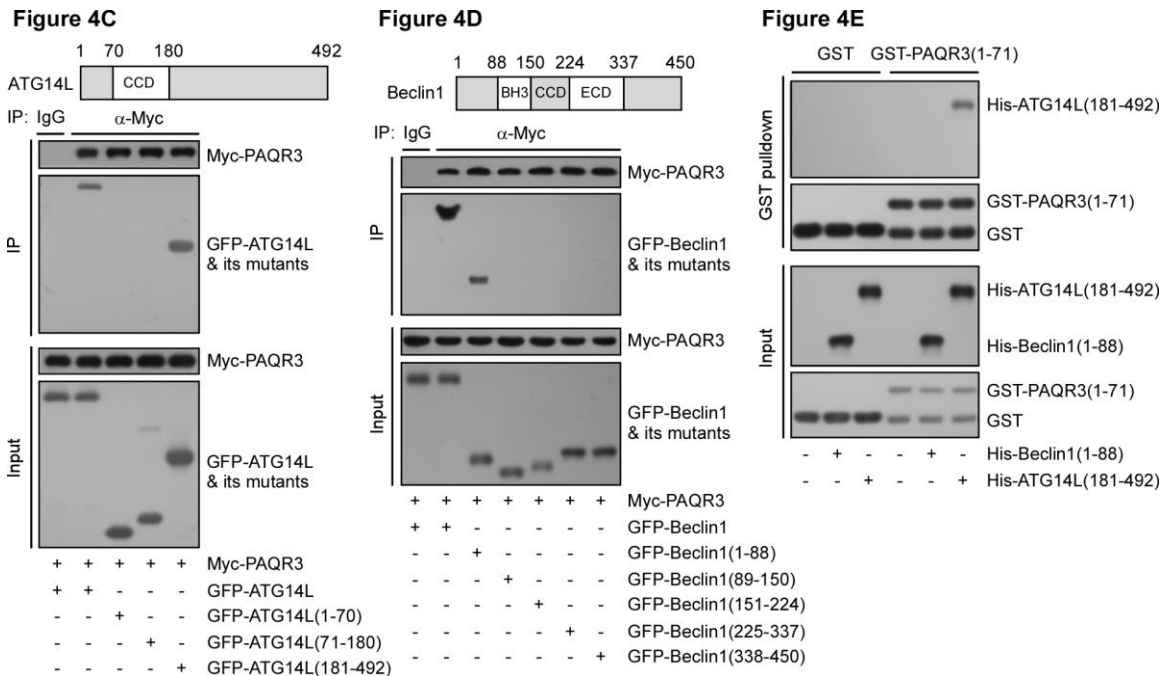 Figure 4C
1 70 180 492
ATG14L CCD
IP: IgG α-Myc
IP
Myc-PAQR3
GFP-ATG14L
& its mutants
Input
Myc-PAQR3
GFP-ATG14L
& its mutants
+ + + + + Myc-PAQR3
+ + - - - GFP-ATG14L
- - + - - GFP-ATG14L(1-70)
- - - + - GFP-ATG14L(71-180)
- - - - + GFP-ATG14L(181-492)
Figure 4D
1 88 150 224 337 450
Beclin1 BH3 CCD ECD
IP: IgG α-Myc
IP
Myc-PAQR3
GFP-Beclin1
& its mutants
Input
Myc-PAQR3
GFP-Beclin1
& its mutants
+ + + + + + + Myc-PAQR3
+ + - - - - - GFP-Beclin1
- - + - - - - GFP-Beclin1(1-88)
- - - + - - - GFP-Beclin1(89-150)
- - - - + - - GFP-Beclin1(151-224)
- - - - - + - GFP-Beclin1(225-337)
- - - - - - + GFP-Beclin1(338-450)
Figure 4E
GST GST-PAQR3(1-71)
GST pulldown
His-ATG14L(181-492)
GST-PAQR3(1-71)
GST
Input
His-ATG14L(181-492)
His-Beclin1(1-88)
GST-PAQR3(1-71)
GST
- + - - + - His-Beclin1(1-88)
- - + - - + His-ATG14L(181-492)